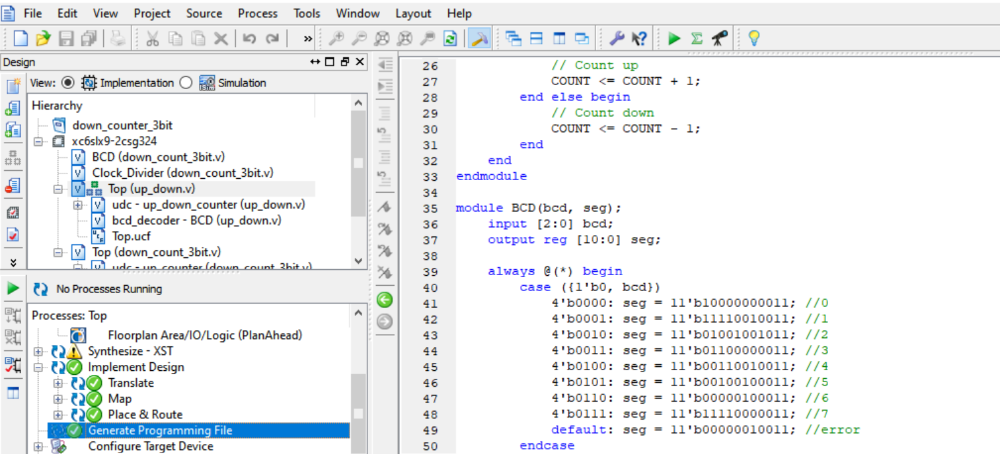 File Edit View Project Source Process Tools Window Layout Help
»
Design
View: Implementation Simulation
Hierarchy
down_counter_3bit
xc6slx9-2csg324
BCD (down_count_3bit.v)
Clock_Divider (down_count_3bit.v)
Top (up_down.v)
udc - up_down_counter (up_down.v)
bcd_decoder - BCD (up_down.v)
Top.ucf
Top (down_count_3bit.v)
udc - up_counter (down_count_3bit.v)
No Processes Running
Processes: Top
Floorplan Area/IO/Logic (PlanAhead)
Synthesize - XST
Implement Design
Translate
Map
Place & Route
Generate Programming File
Configure Target Device
26 // Count up
27 COUNT <= COUNT + 1;
28 end else begin
29 // Count down
30 COUNT <= COUNT - 1;
31 end
32 end
33 endmodule
34
35 module BCD(bcd, seg);
36 input [2:0] bcd;
37 output reg [10:0] seg;
38
39 always @(*) begin
40 case ({1'b0, bcd})
41 4'b0000: seg = 11'b10000000011; //0
42 4'b0001: seg = 11'b11110010011; //1
43 4'b0010: seg = 11'b01001001011; //2
44 4'b0011: seg = 11'b01100000011; //3
45 4'b0100: seg = 11'b00110010011; //4
46 4'b0101: seg = 11'b00100100011; //5
47 4'b0110: seg = 11'b00000100011; //6
48 4'b0111: seg = 11'b11110000011; //7
49 default: seg = 11'b00000010011; //error
50 endcase